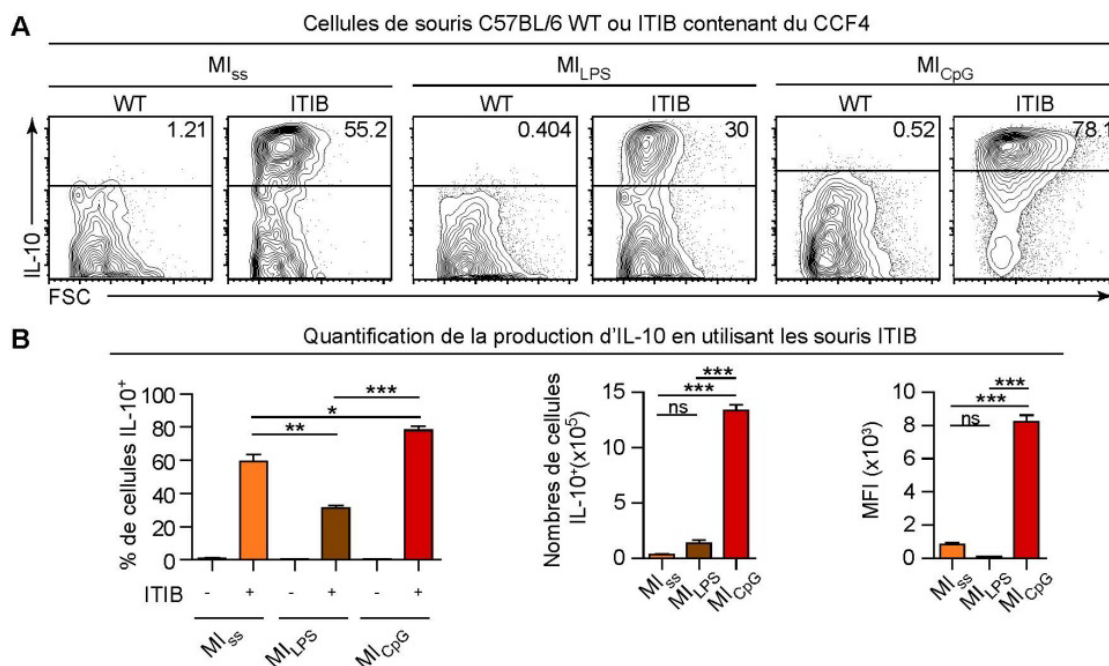 A
Cellules de souris C57BL/6 WT ou ITIB contenant du CCF4
MIss MILPS MICpG
WT ITIB WT ITIB WT ITIB
1.21 55.2 0.404 30 0.52 78.1
IL-10
FSC
B
Quantification de la production d'IL-10 en utilisant les souris ITIB
% de cellules IL-10+
100
80
60
40
20
0
* ** ***
ITIB - + - + - +
MIss MILPS MICpG
Nombres de cellules
IL-10+(x105)
15
10
5
0
***
***
ns
MIss MILPS MICpG
MFI (x103)
10
8
6
4
2
0
***
***
ns
MIss MILPS MICpG